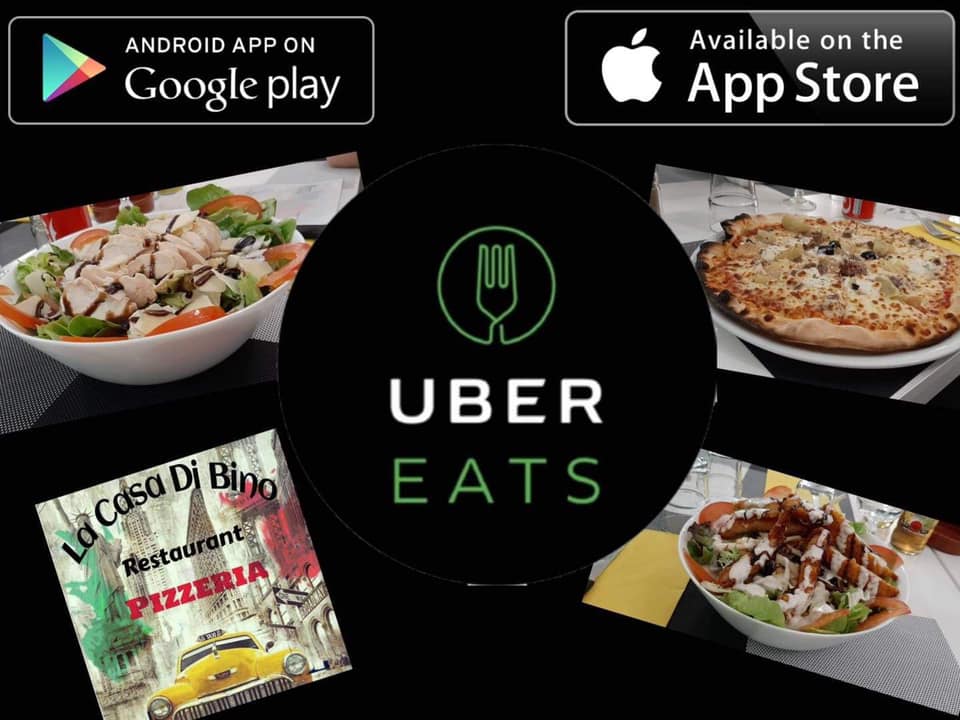 ANDROID APP ON
Google play
Available on the
App Store
UBER
EATS
La Casa Di Bino
Restaurant
PIZZERIA